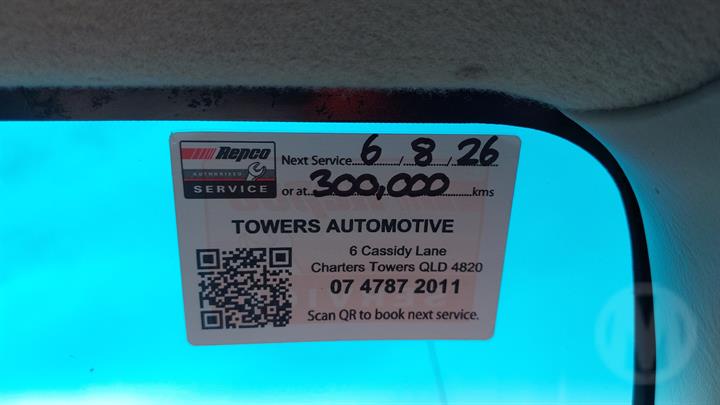 Repco
AUTHORISED
SERVICE
Next Service 6 / 8 / 26
or at 300,000 kms
TOWERS AUTOMOTIVE
6 Cassidy Lane
Charters Towers QLD 4820
07 4787 2011
Scan QR to book next service.
M